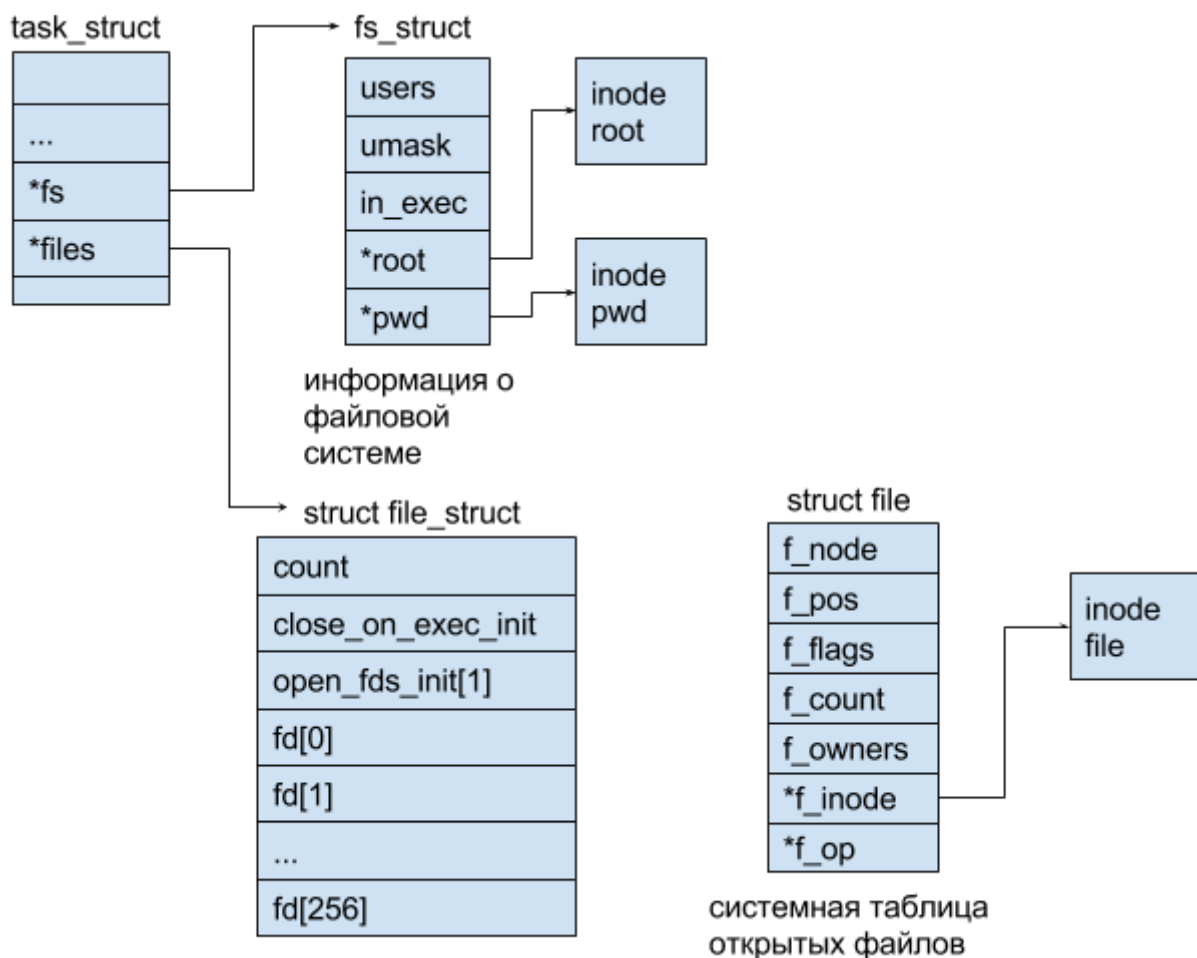 task_struct
...
*fs
*files
fs_struct
users
umask
in_exec
*root
*pwd
inode
root
inode
pwd
информация о
файловой
системе
struct file_struct
count
close_on_exec_init
open_fds_init[1]
fd[0]
fd[1]
...
fd[256]
struct file
f_node
f_pos
f_flags
f_count
f_owners
*f_inode
*f_op
inode
file
системная таблица
открытых файлов